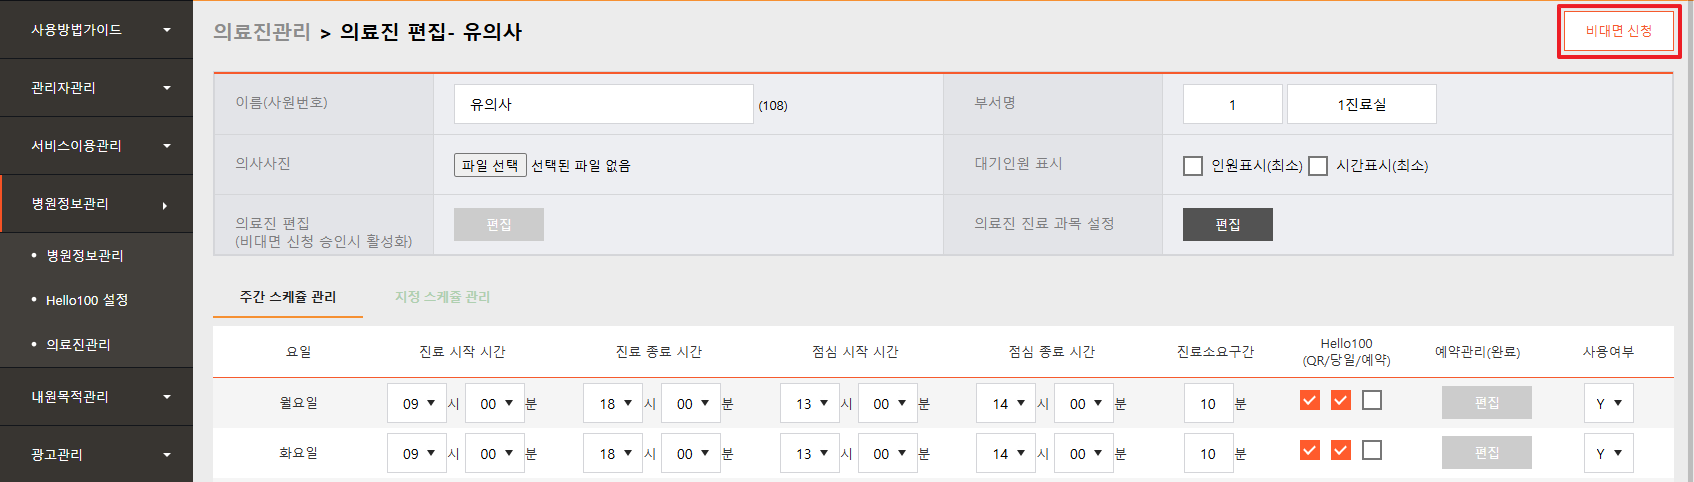 사용방법가이드
관리자관리
서비스이용관리
병원정보관리
• 병원정보관리
• Hello100 설정
• 의료진관리
내원목적관리
광고관리
의료진관리 > 의료진 편집- 유의사
비대면 신청
이름(사원번호) 유의사 (108) 부서명 1 1진료실
의사사진 파일 선택 선택된 파일 없음 대기인원 표시 인원표시(최소) 시간표시(최소)
의료진 편집
(비대면 신청 승인시 활성화) 편집 의료진 진료 과목 설정 편집
주간 스케쥴 관리 지정 스케쥴 관리
요일 진료 시작 시간 진료 종료 시간 점심 시작 시간 점심 종료 시간 진료소요구간 Hello100
(QR/당일/예약) 예약관리(완료) 사용여부
월요일 09 시 00 분 18 시 00 분 13 시 00 분 14 시 00 분 10 분 편집 Y
화요일 09 시 00 분 18 시 00 분 13 시 00 분 14 시 00 분 10 분 편집 Y